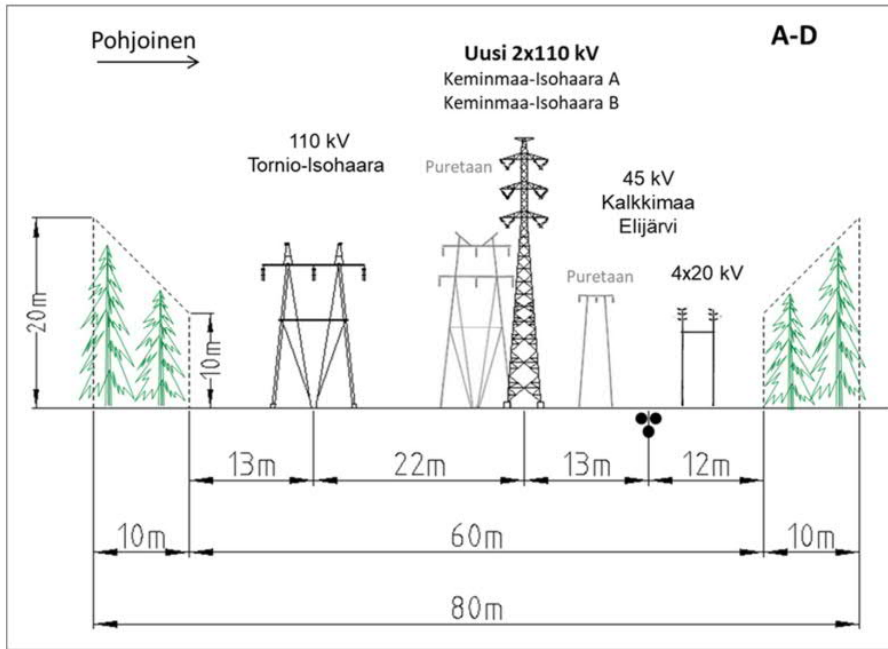 Pohjoinen
A-D
Uusi 2x110 kV
Keminmaa-Isohaara A
Keminmaa-Isohaara B
110 kV
Tornio-Isohaara
Puretaan
45 kV
Kalkkimaa
Elijärvi
Puretaan
4x20 kV
20m
10m
13m
22m
13m
12m
10m
60m
10m
80m